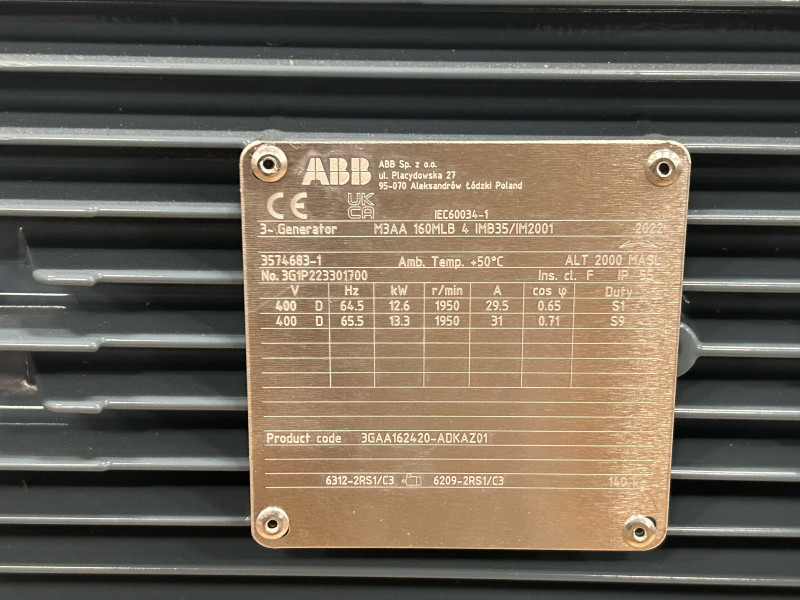 ABB
ABB Sp. z o.o.
ul. Placydowska 27
95-070 Aleksandrów Łódzki Poland
CE UKCA
IEC60034-1
3~ Generator M3AA 160MLB 4 IMB35/IM2001 2022
3574683-1 Amb. Temp. +50°C ALT 2000 MASL
No. 3G1P223301700 Ins. cl. F IP 55
V Hz kW r/min A cos φ Duty
400 D 64.5 12.6 1950 29.5 0.65 S1
400 D 65.5 13.3 1950 31 0.71 S9
Product code 3GAA162420-ADKAZ01
6312-2RS1/C3 6209-2RS1/C3 140 kg